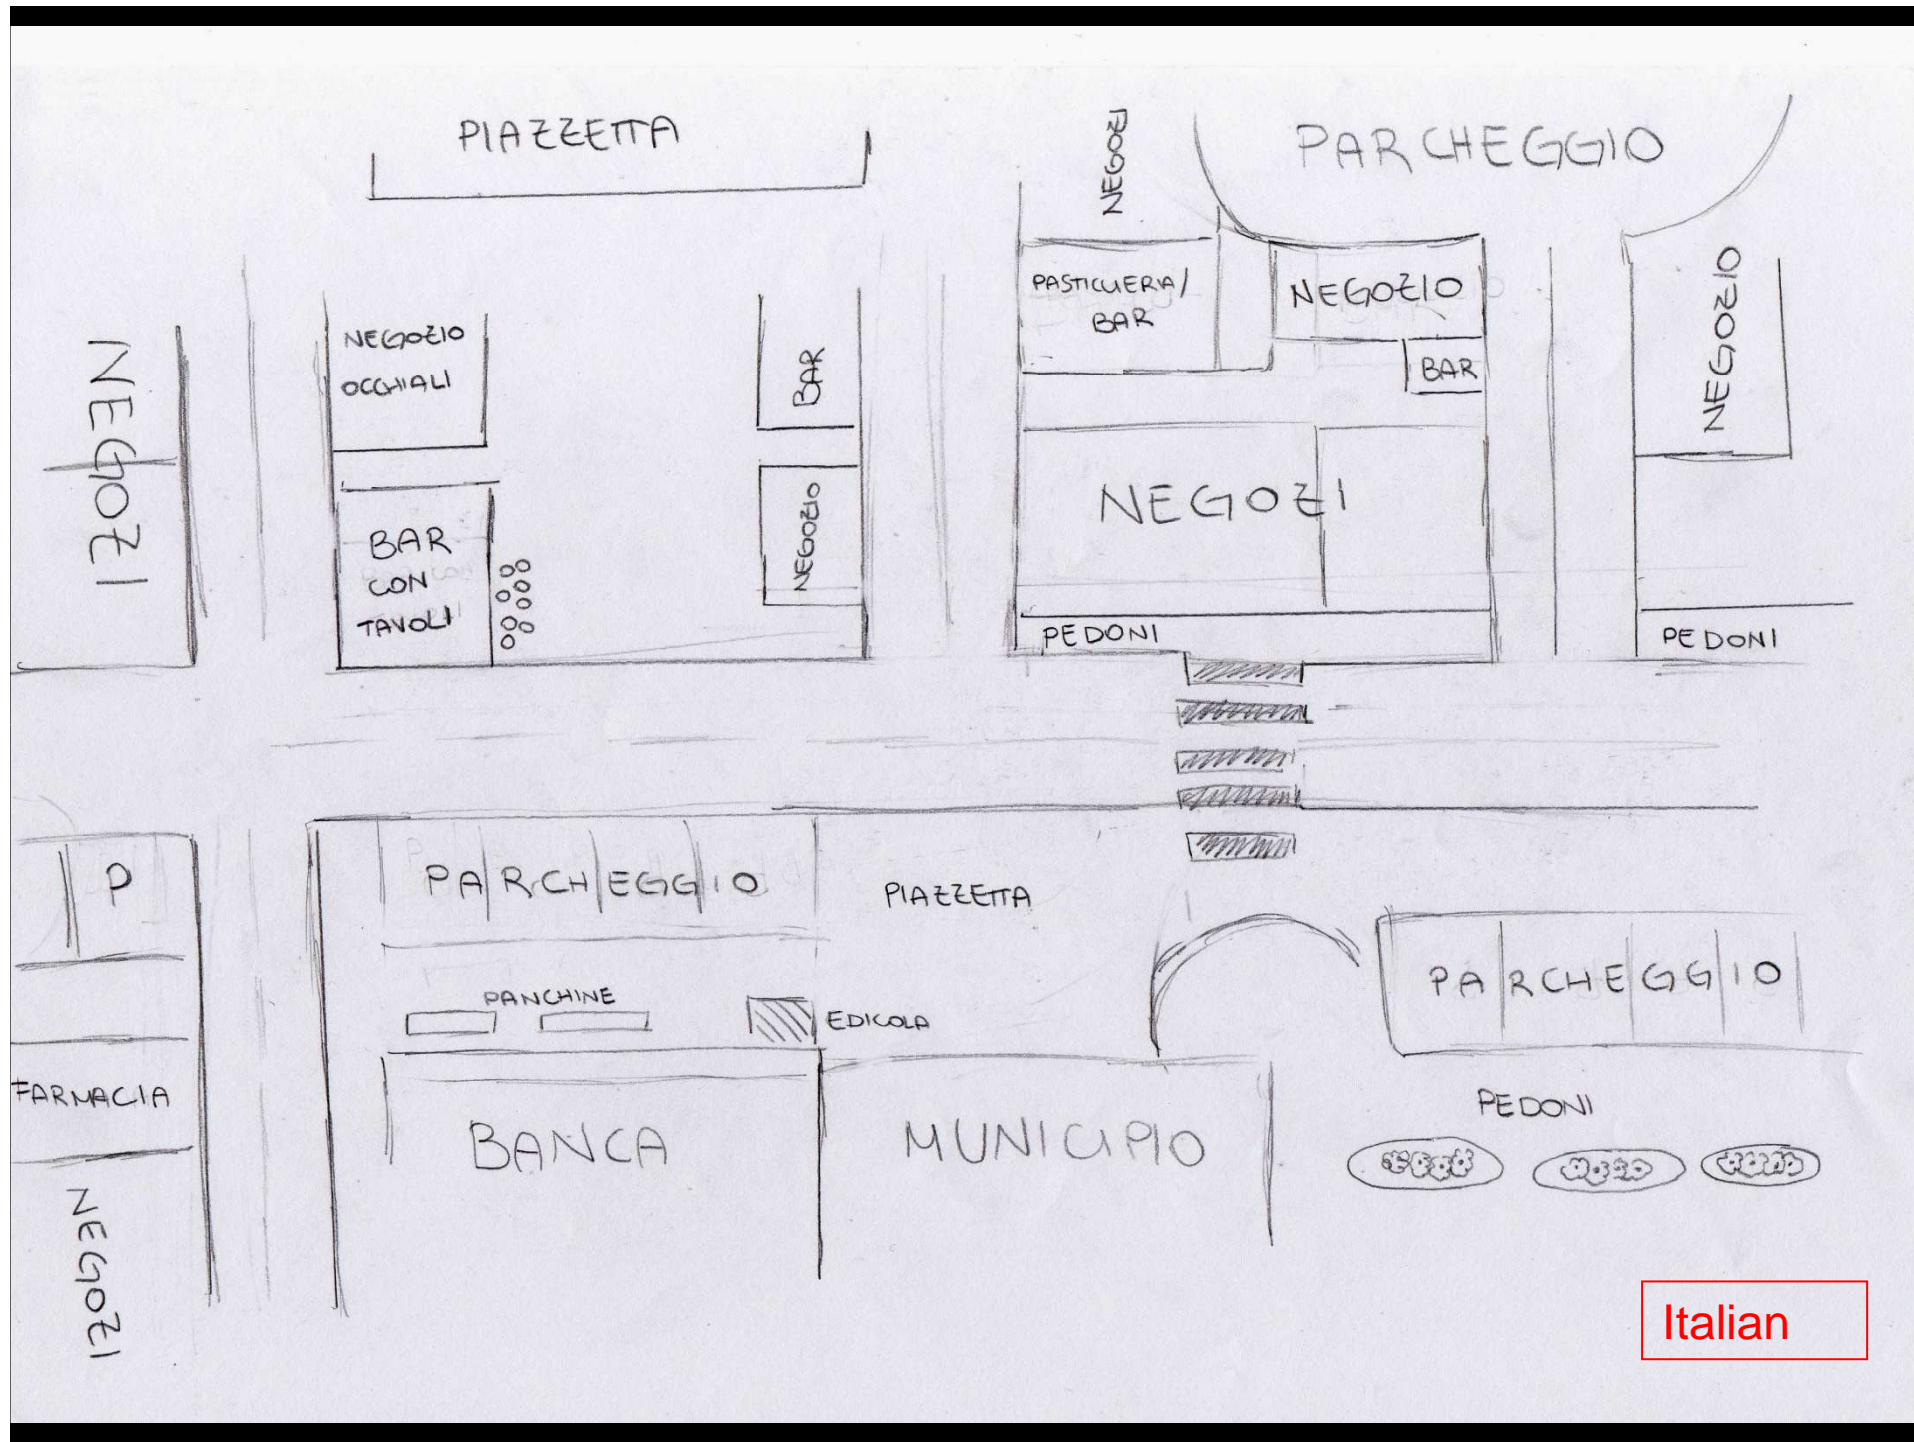 PIAZZETTA
NEGOZI
PARCHEGGIO
NEGOZI
NEGOZIO
OCCHIALI
BAR
PASTICCIERIA/
BAR
NEGOZIO
BAR
NEGOZIO
BAR
CON
TAVOLI
NEGOZIO
NEGOZI
PEDONI
PEDONI
P
PARCHEGGIO
PIAZZETTA
PARCHEGGIO
PANCHINE
EDICOLA
FARMACIA
BANCA
MUNICIPIO
PEDONI
NEGOZI
Italian